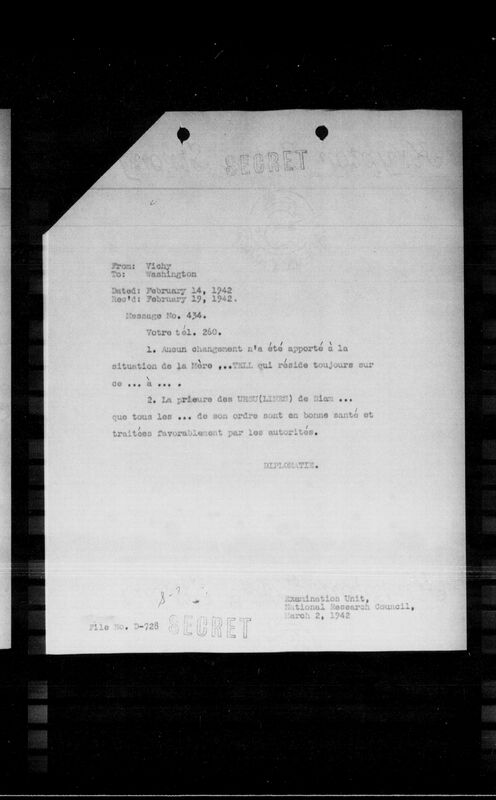 SECRET
From: Vichy
To: Washington
Dated: February 14, 1942
Rec'd: February 19, 1942.
Message No. 434.
Votre tél. 260.
1. Aucun changement n'a été apporté à la
situation de la Mère ...TELL qui réside toujours sur
ce ... à ... .
2. La prieure des URSU(LINES) de Diem ...
que tous les ... de son ordre sont en bonne santé et
traitées favorablement par les autorités.
DIPLOMATIE.
Examination Unit,
National Research Council,
March 2, 1942
File No. D-728
SECRET